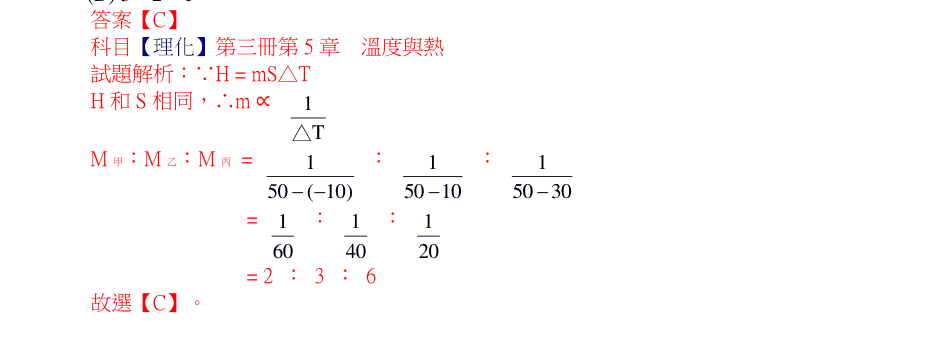 答案【C】
科目【理化】第三冊第 5 章　溫度與熱
試題解析：∵H = mS△T
H 和 S 相同，∴m ∝ 1/△T
M甲：M乙：M丙 = 1/(50 – (–10)) ： 1/(50 – 10) ： 1/(50 – 30)
= 1/60 ： 1/40 ： 1/20
= 2 ： 3 ： 6
故選【C】。